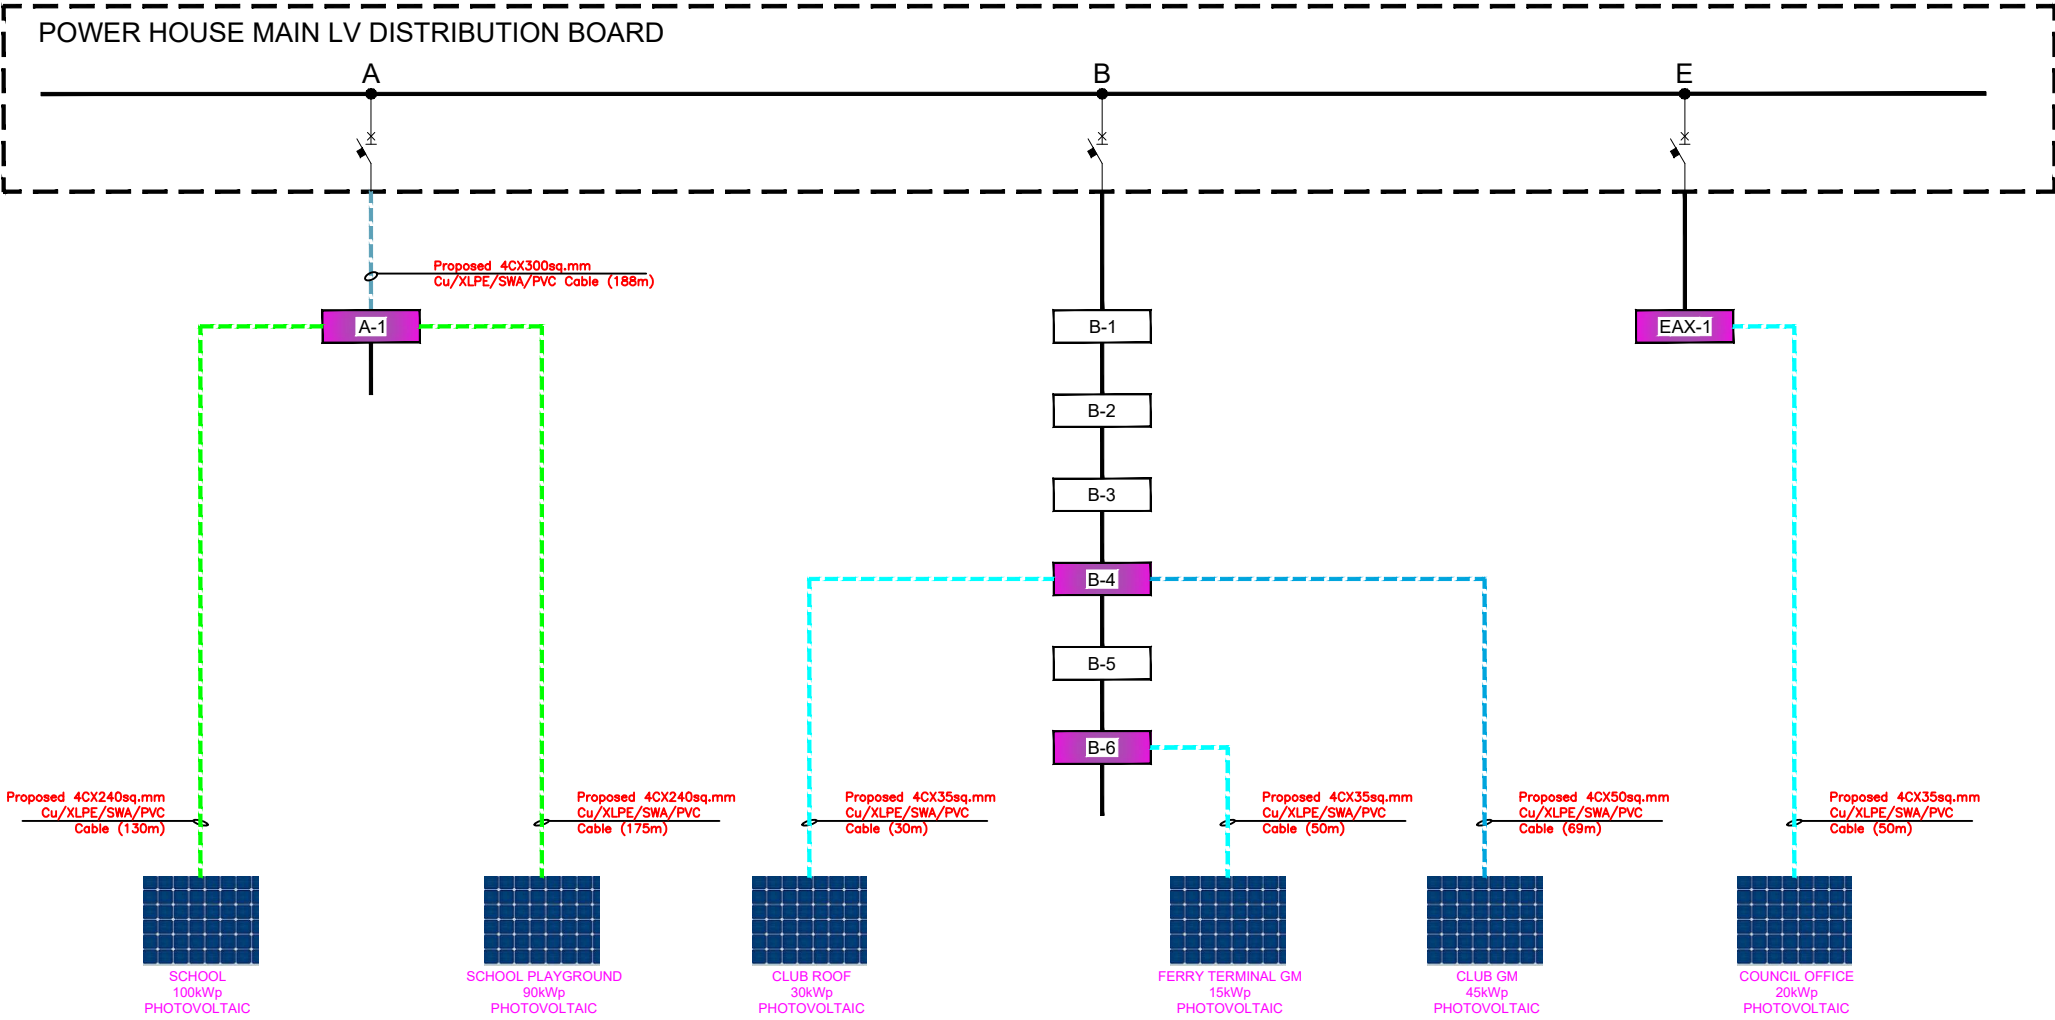 POWER HOUSE MAIN LV DISTRIBUTION BOARD
A
B
E
Proposed 4CX300sq.mm
Cu/XLPE/SWA/PVC Cable (188m)
A-1
B-1
EAX-1
B-2
B-3
B-4
B-5
B-6
Proposed 4CX240sq.mm
Cu/XLPE/SWA/PVC
Cable (130m)
Proposed 4CX240sq.mm
Cu/XLPE/SWA/PVC
Cable (175m)
Proposed 4CX35sq.mm
Cu/XLPE/SWA/PVC
Cable (30m)
Proposed 4CX35sq.mm
Cu/XLPE/SWA/PVC
Cable (50m)
Proposed 4CX50sq.mm
Cu/XLPE/SWA/PVC
Cable (69m)
Proposed 4CX35sq.mm
Cu/XLPE/SWA/PVC
Cable (50m)
SCHOOL
100kWp
PHOTOVOLTAIC
SCHOOL PLAYGROUND
90kWp
PHOTOVOLTAIC
CLUB ROOF
30kWp
PHOTOVOLTAIC
FERRY TERMINAL GM
15kWp
PHOTOVOLTAIC
CLUB GM
45kWp
PHOTOVOLTAIC
COUNCIL OFFICE
20kWp
PHOTOVOLTAIC